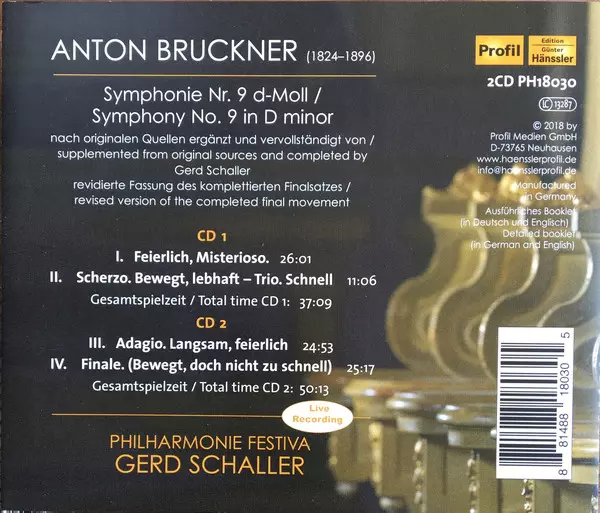 ANTON BRUCKNER (1824–1896)
Profil
Edition
Günter
Hänssler
2CD PH18030
LC 13287
Symphonie Nr. 9 d-Moll /
Symphony No. 9 in D minor
nach originalen Quellen ergänzt und vervollständigt von /
supplemented from original sources and completed by
Gerd Schaller
revidierte Fassung des komplettierten Finalsatzes /
revised version of the completed final movement
© 2018 by
Profil Medien GmbH
D-73765 Neuhausen
www.haensslerprofil.de
info@haensslerprofil.de
Manufactured
in Germany
Ausführliches Booklet
(in Deutsch und Englisch)
Detailed booklet
(in German and English)
CD 1
I. Feierlich, Misterioso. 26:01
II. Scherzo. Bewegt, lebhaft – Trio. Schnell 11:06
Gesamtspielzeit / Total time CD 1: 37:09
CD 2
III. Adagio. Langsam, feierlich 24:53
IV. Finale. (Bewegt, doch nicht zu schnell) 25:17
Gesamtspielzeit / Total time CD 2: 50:13
Live
Recording
PHILHARMONIE FESTIVA
GERD SCHALLER
8 81488 18030 5